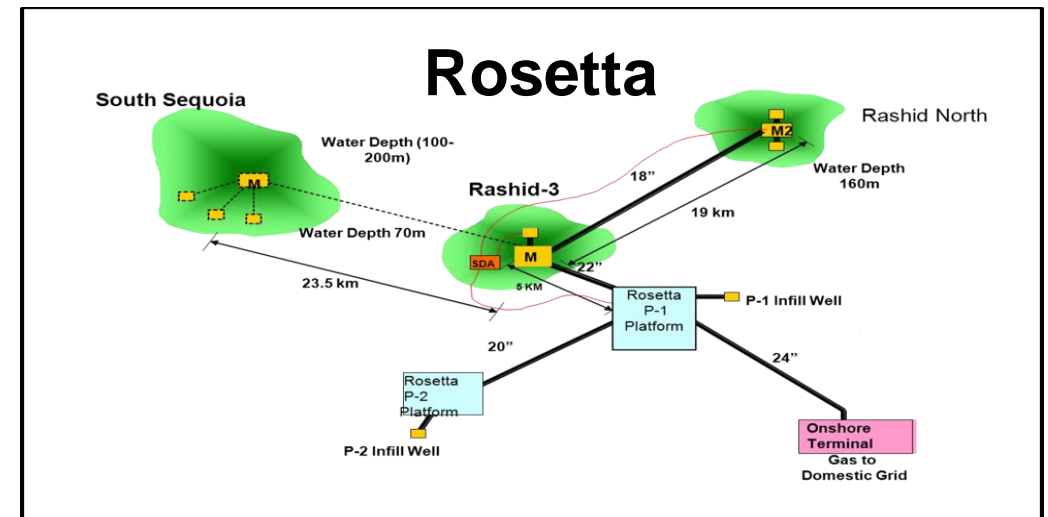 Rosetta
South Sequoia
Rashid North
Water Depth (100-
200m)
M2
M
18”
Water Depth
160m
Rashid-3
19 km
Water Depth 70m
SDA
M
22”
23.5 km
5 KM
Rosetta
P-1
Platform
P-1 Infill Well
20”
24”
Rosetta
P-2
Platform
P-2 Infill Well
Onshore
Terminal
Gas to
Domestic Grid